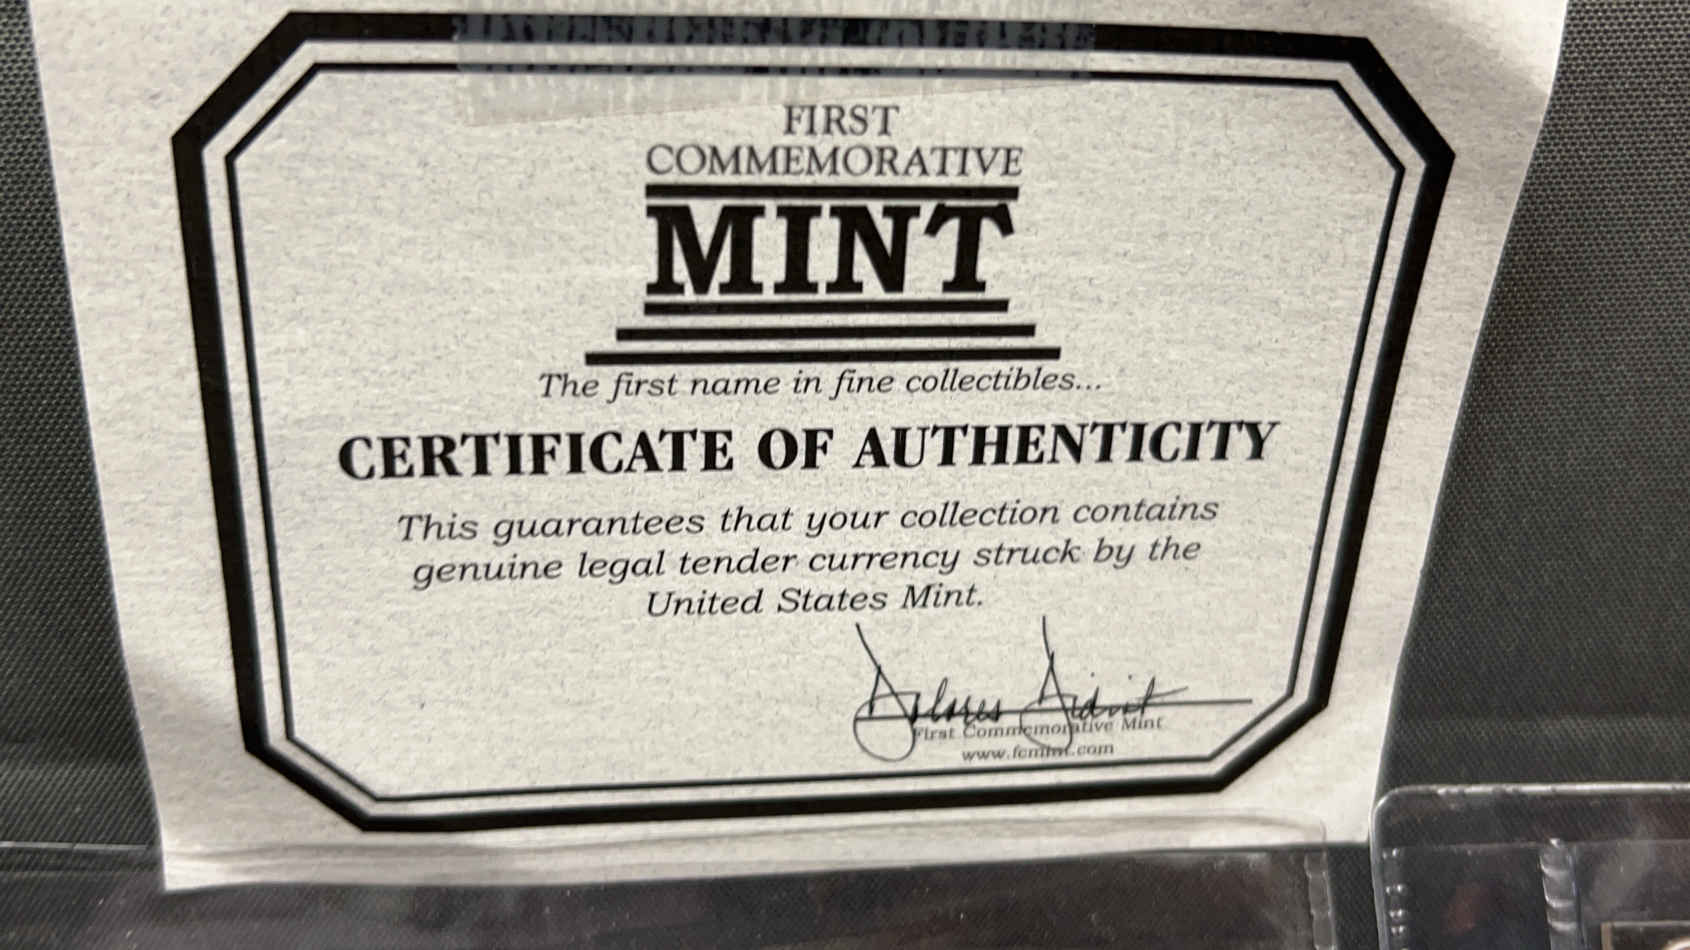 FIRST
COMMEMORATIVE
MINT
The first name in fine collectibles...
CERTIFICATE OF AUTHENTICITY
This guarantees that your collection contains
genuine legal tender currency struck by the
United States Mint.
First Commemorative Mint
www.fcmint.com